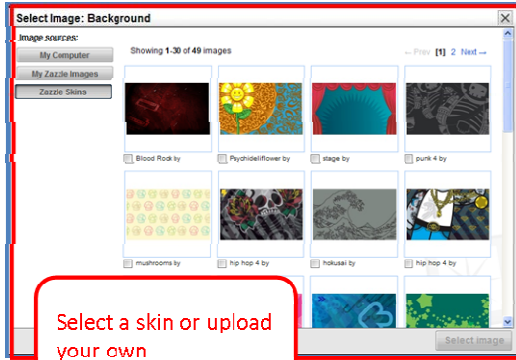 Select Image: Background
Image sources:
My Computer
My Zazzle Images
Zazzle Skins
Showing 1-30 of 49 images
← Prev [1] 2 Next →
Blood Rock by
Psychideliflower by
stage by
punk 4 by
mushrooms by
hip hop 4 by
hokusai by
hip hop 4 by
Select a skin or upload
your own
Select image